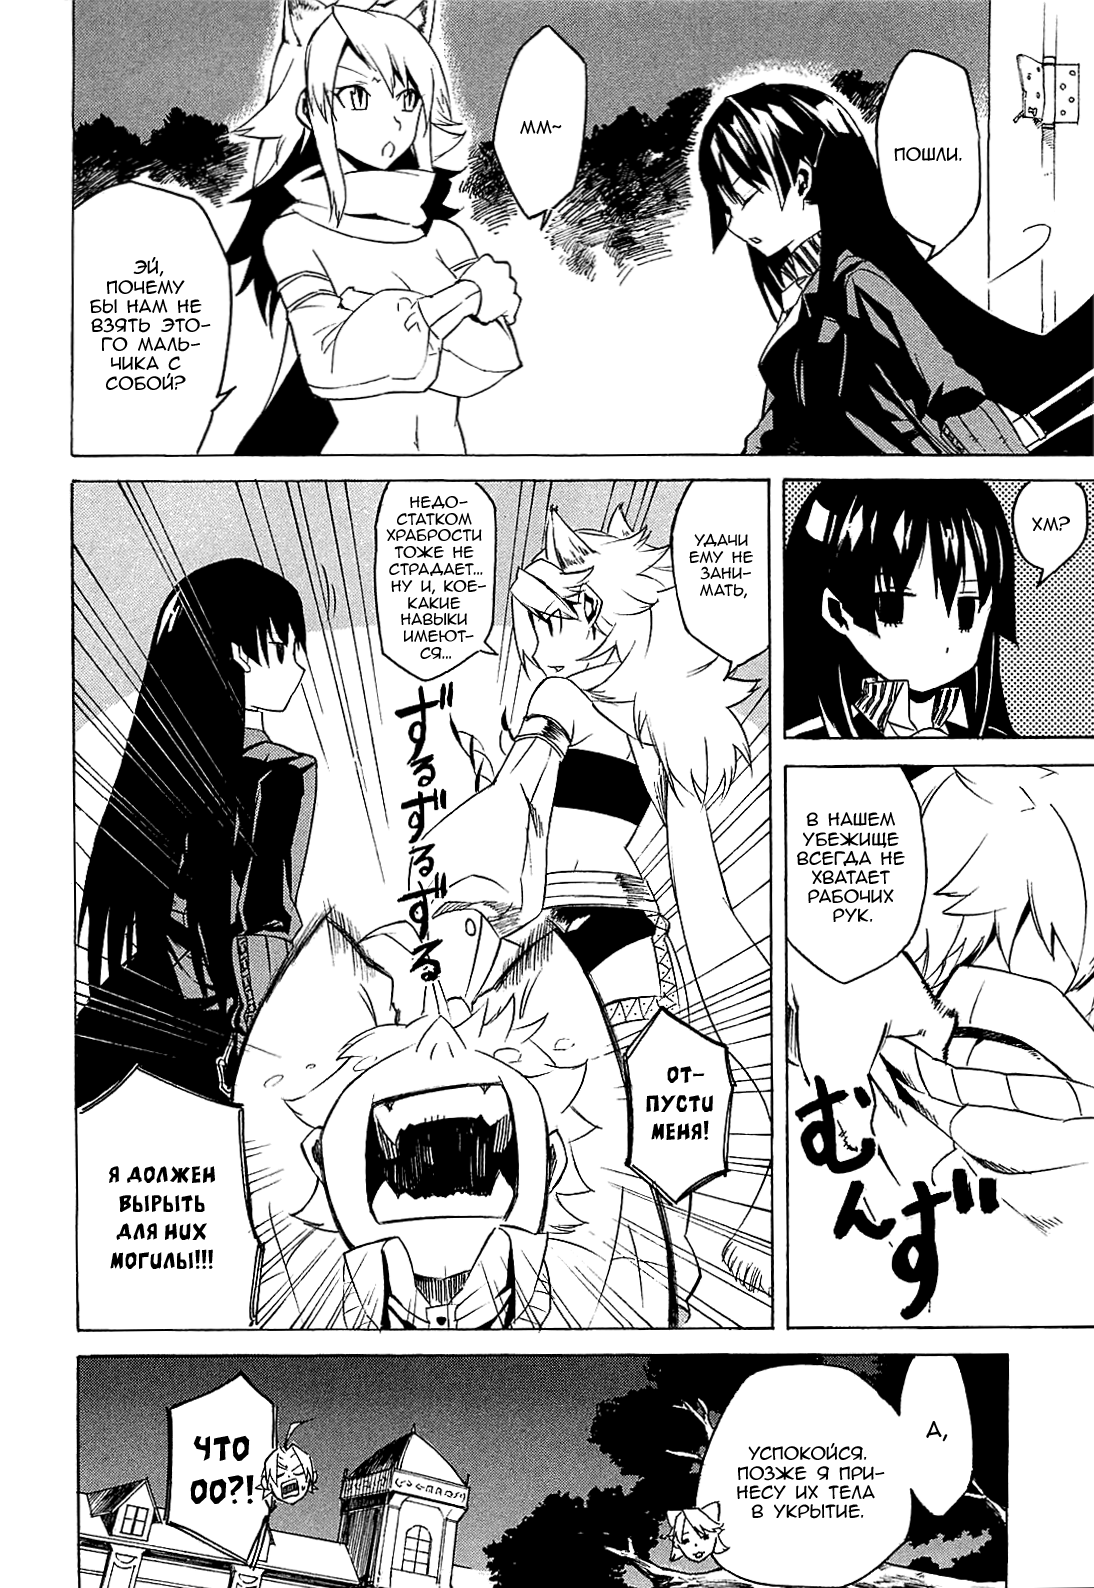 ПОШЛИ.
ММ~
ЭЙ,
ПОЧЕМУ
БЫ НАМ НЕ
ВЗЯТЬ ЭТО-
ГО МАЛЬ-
ЧИКА С
СОБОЙ?
ХМ?
УДАЧИ
ЕМУ НЕ
ЗАНИ-
МАТЬ,
НЕДО-
СТАТКОМ
ХРАБРОСТИ
ТОЖЕ НЕ
СТРАДАЕТ...
НУ И, КОЕ-
КАКИЕ
НАВЫКИ
ИМЕЮТ-
СЯ...
ずるずるずる
В НАШЕМ
УБЕЖИЩЕ
ВСЕГДА НЕ
ХВАТАЕТ
РАБОЧИХ
РУК.
むんず
ОТ-
ПУСТИ
МЕНЯ!
Я ДОЛЖЕН
ВЫРЫТЬ
ДЛЯ НИХ
МОГИЛЫ!!!
А,
УСПОКОЙСЯ.
ПОЗЖЕ Я ПРИ-
НЕСУ ИХ ТЕЛА
В УКРЫТИЕ.
ЧТО
ОО?!